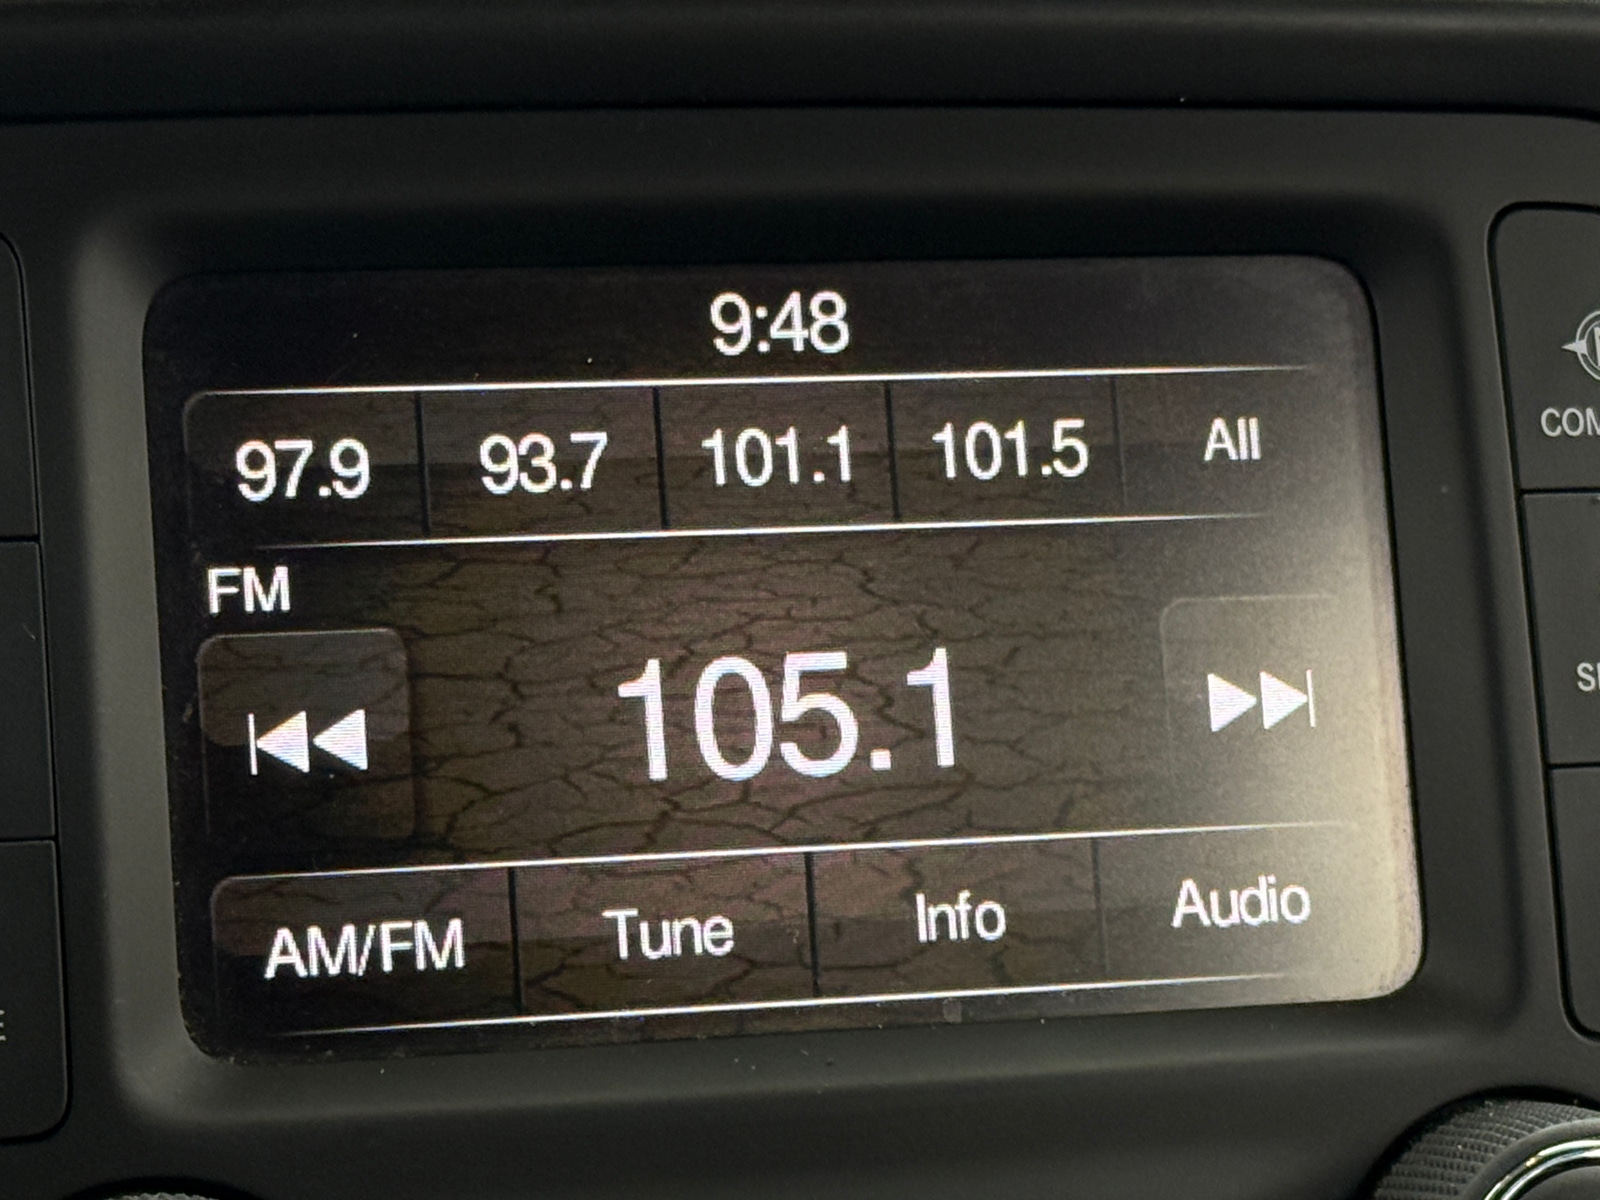 9:48
97.9 93.7 101.1 101.5 All
FM
105.1
AM/FM Tune Info Audio